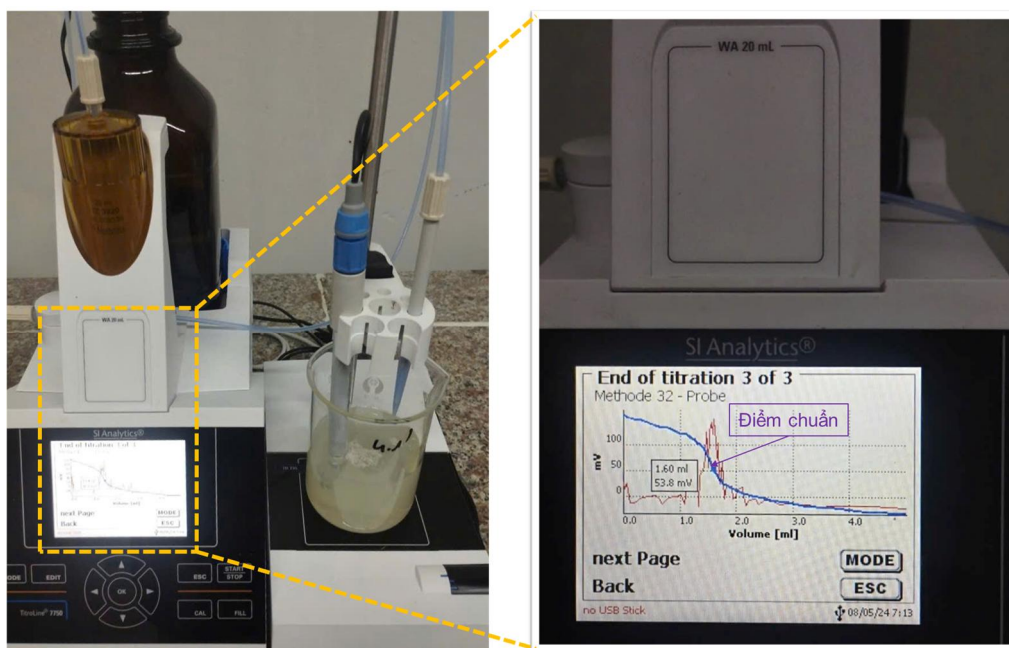 WA 20 mL
SI Analytics®
End of titration 3 of 3
next Page
MODE
Back
ESC
EDIT
OK
ESC
START/
STOP
CAL
FILL
TitroLine® 7750
4.1'
WA 20 mL
SI Analytics®
End of titration 3 of 3
Methode 32 - Probe
Điểm chuẩn
mV
100
50
0
1.60 ml
53.8 mV
0.0 1.0 2.0 3.0 4.0
Volume [ml]
next Page MODE
Back ESC
no USB Stick 08/05/24 7:13